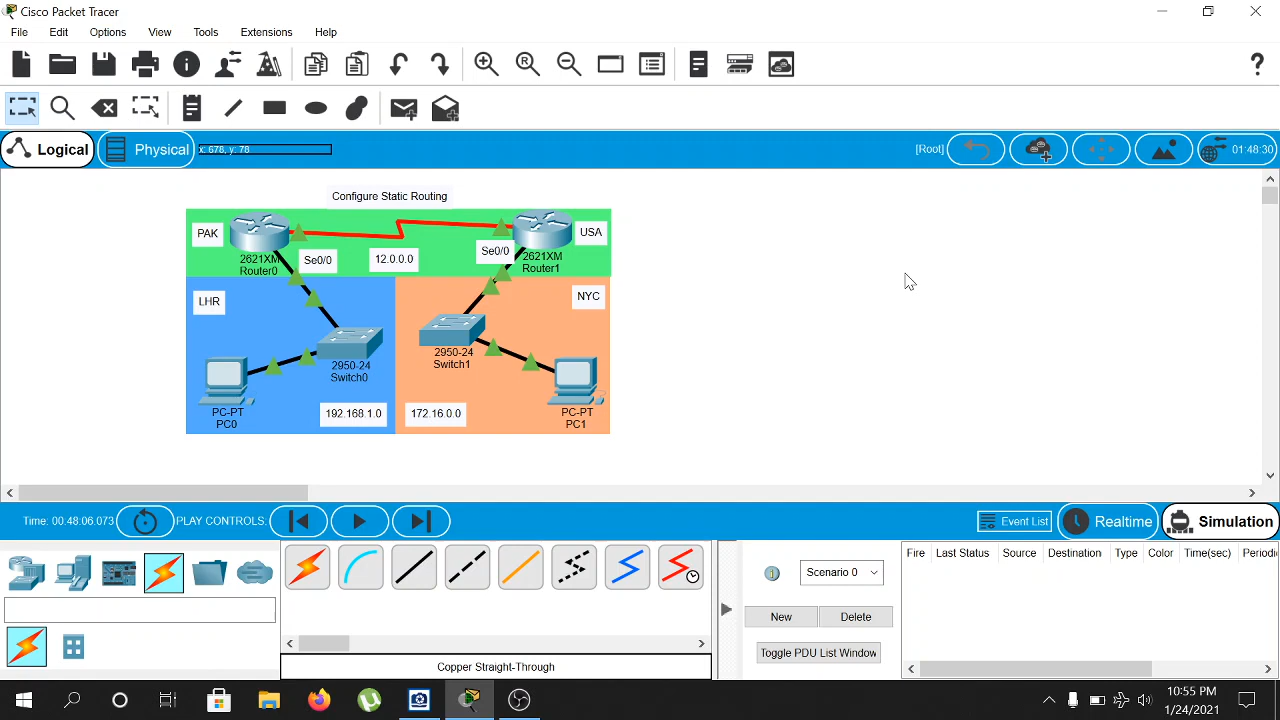 Cisco Packet Tracer
File Edit Options View Tools Extensions Help
R
?
Logical
Physical
x: 678, y: 78
[Root]
01:48:30
Configure Static Routing
PAK
USA
2621XM
Router0
Se0/0
12.0.0.0
Se0/0
2621XM
Router1
LHR
NYC
2950-24
Switch0
2950-24
Switch1
PC-PT
PC0
192.168.1.0
172.16.0.0
PC-PT
PC1
Time: 00:48:06.073
PLAY CONTROLS:
Event List
Realtime
Simulation
Fire Last Status Source Destination Type Color Time(sec) Periodi
Scenario 0
New
Delete
Toggle PDU List Window
Copper Straight-Through
10:55 PM
1/24/2021